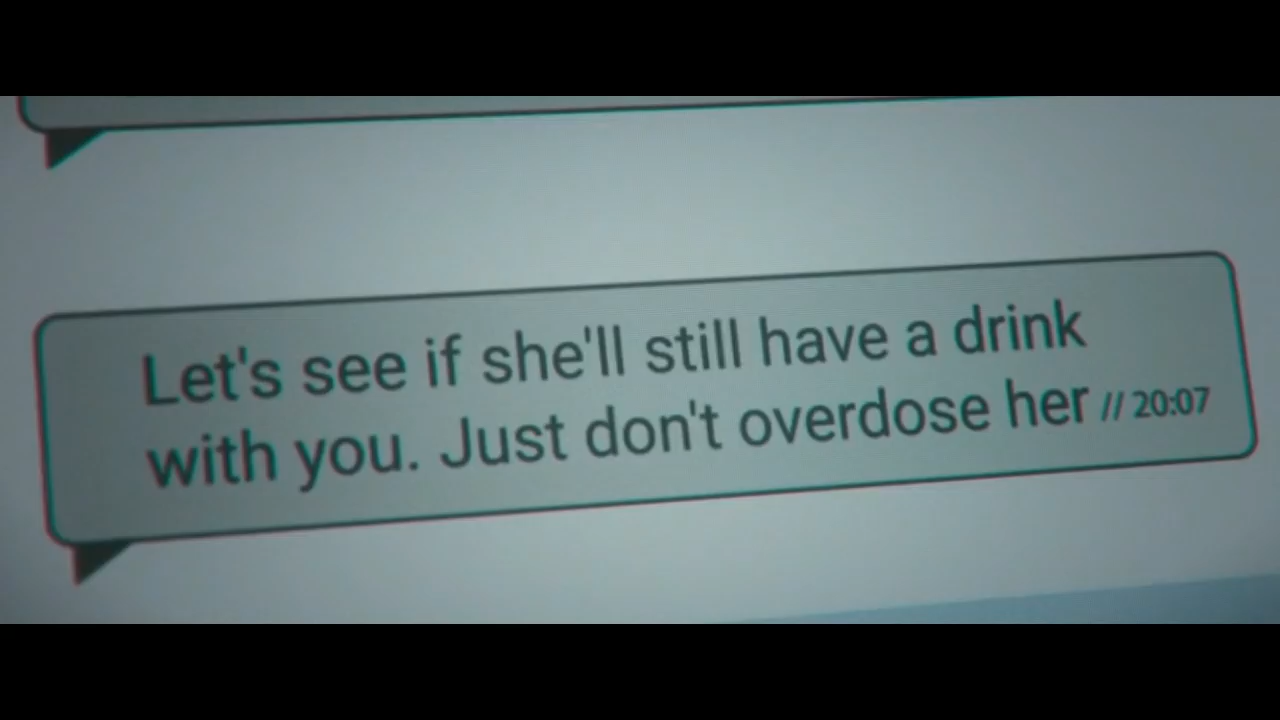 Let's see if she'll still have a drink
with you. Just don't overdose her // 20:07